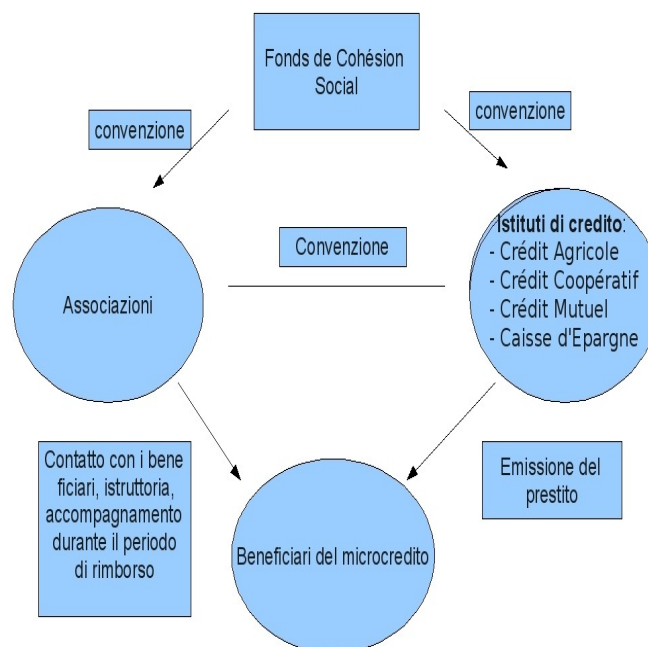 Fonds de Cohésion
Social
convenzione
convenzione
Convenzione
Associazioni
Istituti di credito:
- Crédit Agricole
- Crédit Coopératif
- Crédit Mutuel
- Caisse d'Epargne
Contatto con i bene
ficiari, istruttoria,
accompagnamento
durante il periodo
di rimborso
Emissione del
prestito
Beneficiari del microcredito